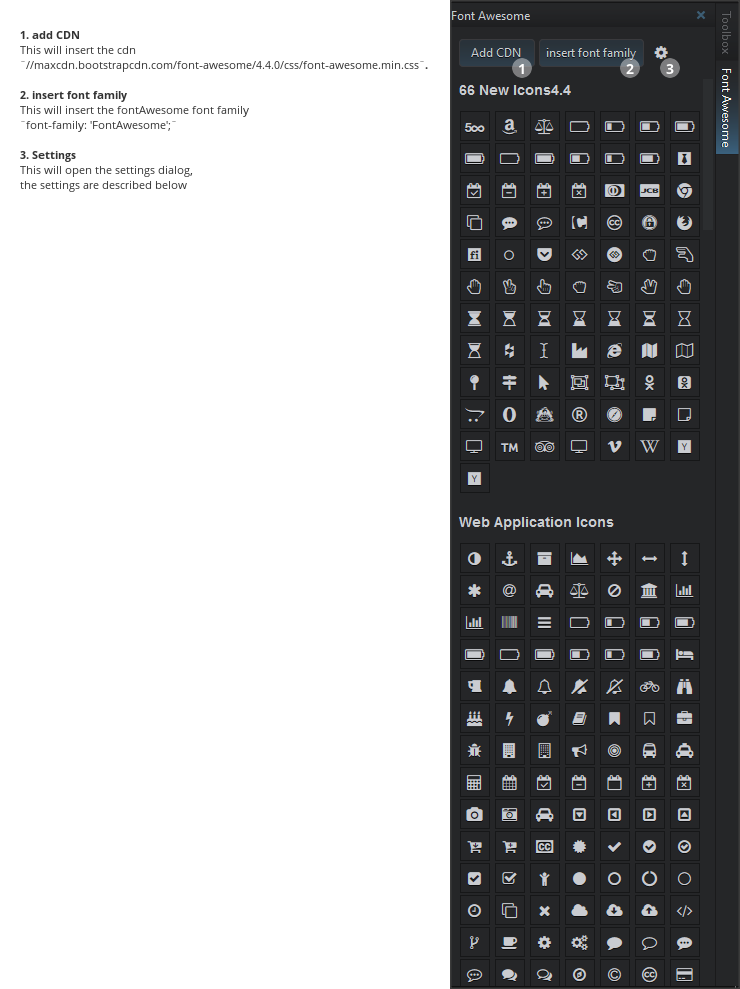 1. add CDN
This will insert the cdn
¨//maxcdn.bootstrapcdn.com/font-awesome/4.4.0/css/font-awesome.min.css¨.
2. insert font family
This will insert the fontAwesome font family
¨font-family: 'FontAwesome';¨
3. Settings
This will open the settings dialog,
the settings are described below
Font Awesome
Add CDN
insert font family
1
2
3
66 New Icons4.4
Web Application Icons
Toolbox
Font Awesome